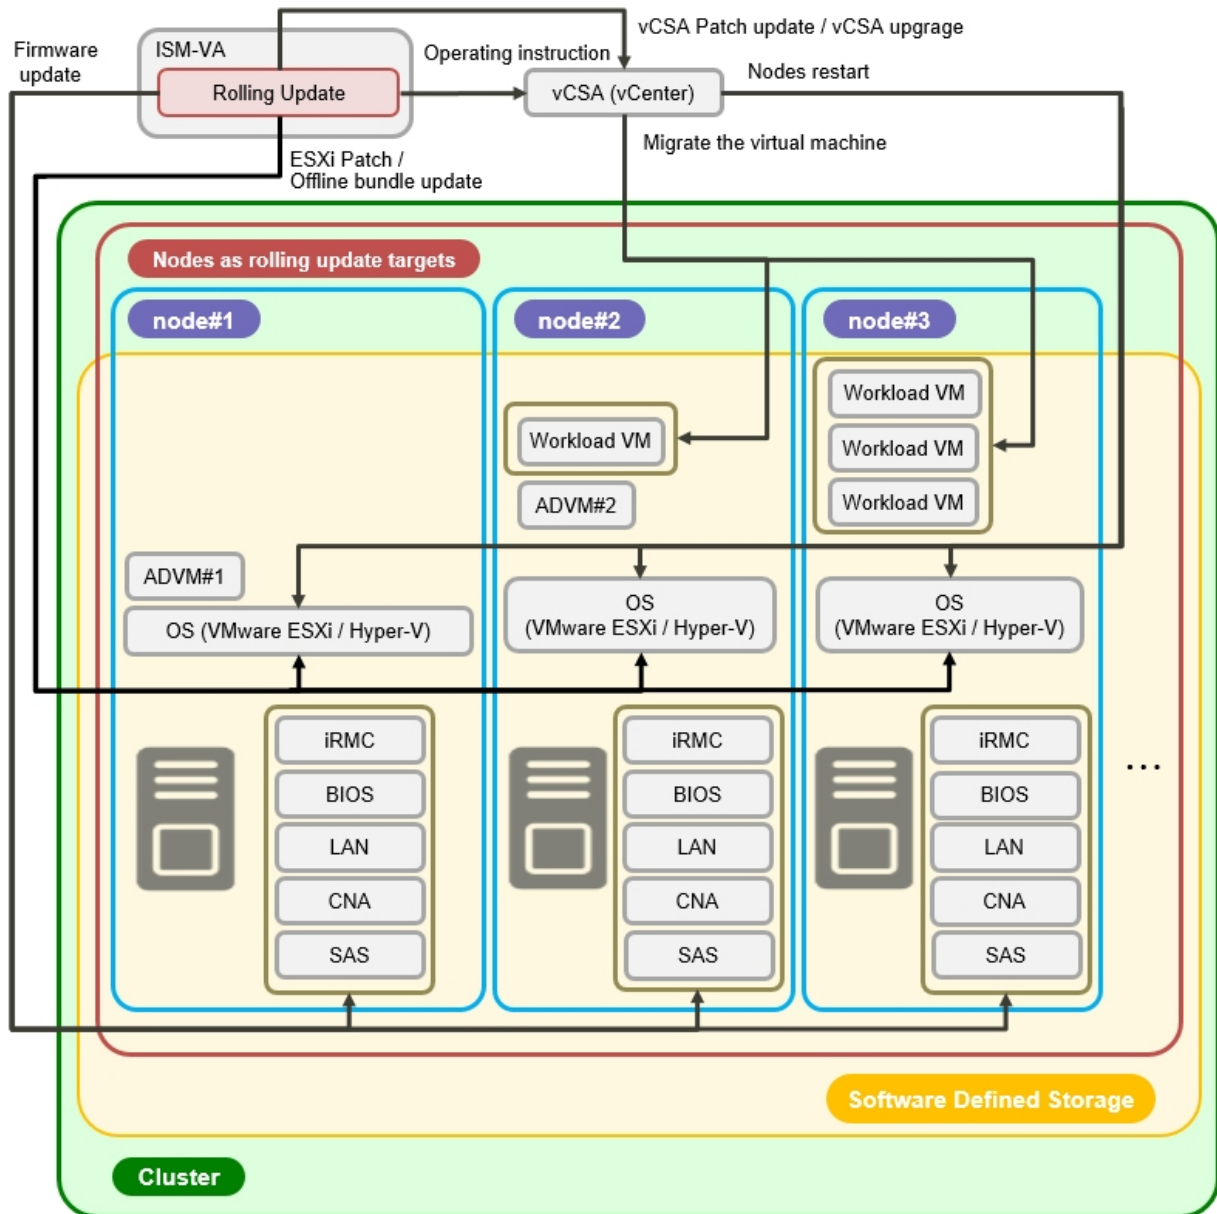 vCSA Patch update / vCSA upgrage
Firmware
update
ISM-VA
Operating instruction
Nodes restart
Rolling Update
vCSA (vCenter)
Migrate the virtual machine
ESXi Patch /
Offline bundle update
Nodes as rolling update targets
node#1
node#2
node#3
Workload VM
Workload VM
Workload VM
Workload VM
ADVM#2
ADVM#1
OS (VMware ESXi / Hyper-V)
OS
(VMware ESXi / Hyper-V)
OS
(VMware ESXi / Hyper-V)
iRMC
BIOS
LAN
CNA
SAS
iRMC
BIOS
LAN
CNA
SAS
iRMC
BIOS
LAN
CNA
SAS
...
Software Defined Storage
Cluster